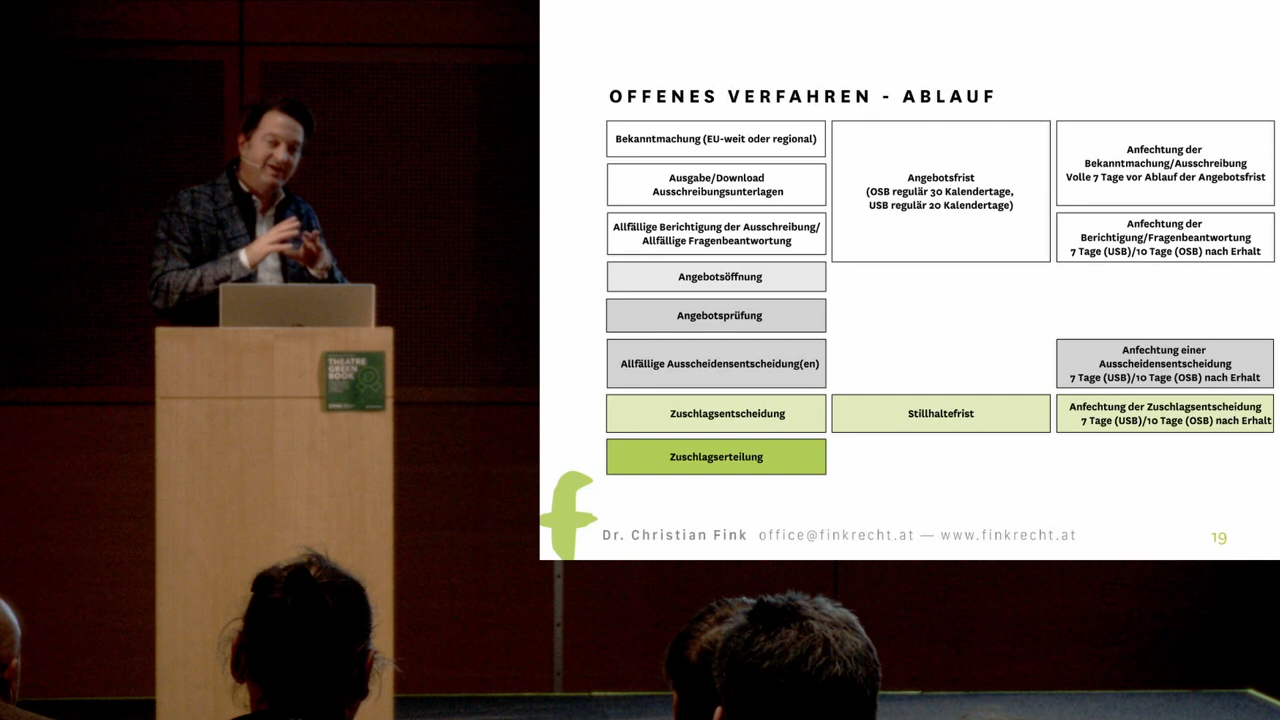 OFFENES VERFAHREN - ABLAUF
Bekanntmachung (EU-weit oder regional)
Ausgabe/Download
Ausschreibungsunterlagen
Allfällige Berichtigung der Ausschreibung/
Allfällige Fragenbeantwortung
Angebotsöffnung
Angebotsprüfung
Allfällige Ausscheidensentscheidung(en)
Zuschlagsentscheidung
Zuschlagserteilung
Angebotsfrist
(OSB regulär 30 Kalendertage,
USB regulär 20 Kalendertage)
Stillhaltefrist
Anfechtung der
Bekanntmachung/Ausschreibung
Volle 7 Tage vor Ablauf der Angebotsfrist
Anfechtung der
Berichtigung/Fragenbeantwortung
7 Tage (USB)/10 Tage (OSB) nach Erhalt
Anfechtung einer
Ausscheidensentscheidung
7 Tage (USB)/10 Tage (OSB) nach Erhalt
Anfechtung der Zuschlagsentscheidung
7 Tage (USB)/10 Tage (OSB) nach Erhalt
Dr. Christian Fink office@finkrecht.at — www.finkrecht.at
19
THEATRE
GREEN
BOOK